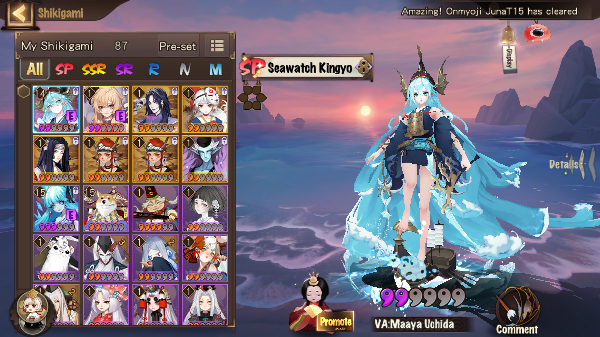 Shikigami
Amazing! Onmyoji JunaT15 has cleared
My Shikigami 87 Pre-set
All SP SSR SR R N M
SP Seawatch Kingyo
Display
Details
Promote
VA:Maaya Uchida
Comment